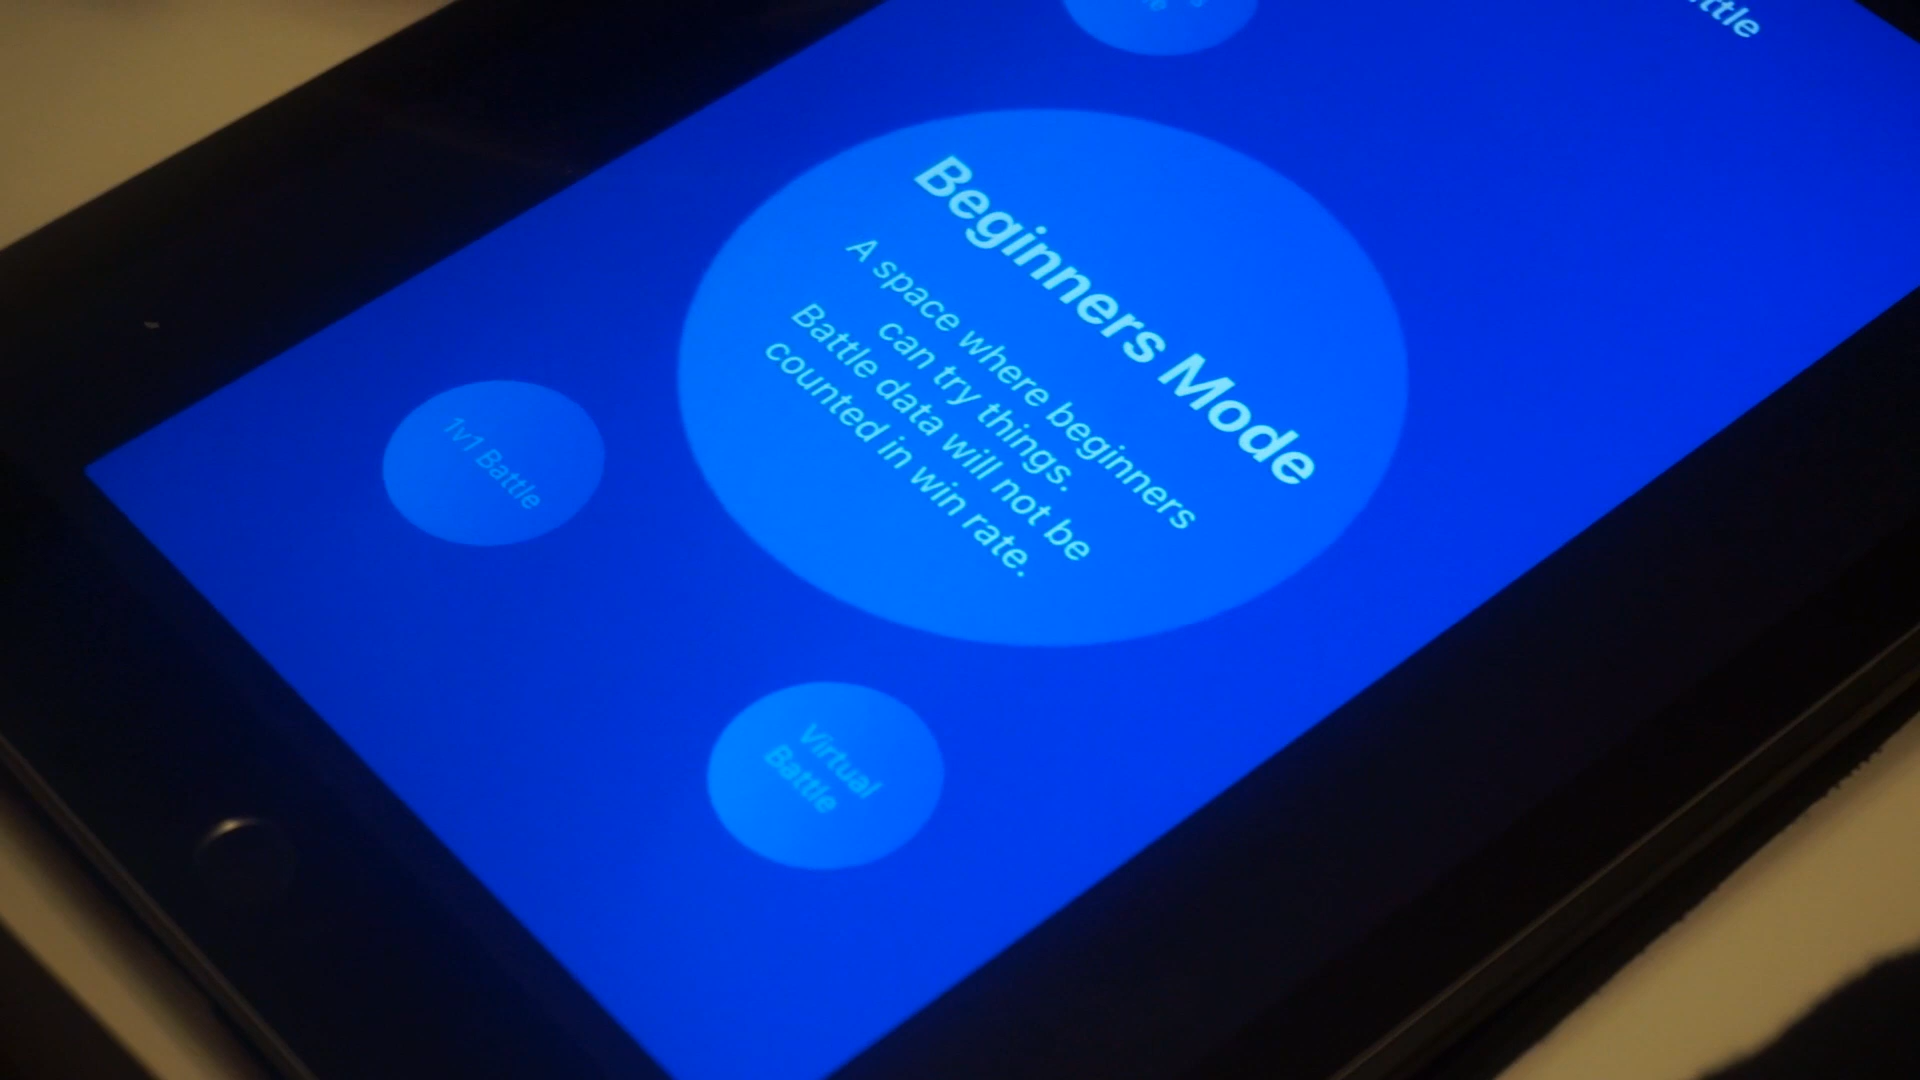 Beginners Mode
A space where beginners
can try things.
Battle data will not be
counted in win rate.
1v1 Battle
Virtual
Battle